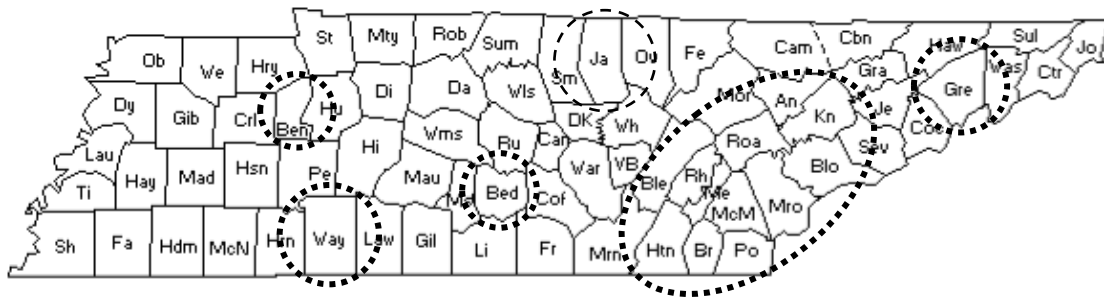 St Mty Rob Sum Sm Ja Ov Fe Cam Cbn Haw Sul Jo
Ob We Hry Hu Di Da Wls Mor An Gra Je Gre Was Ctr
Dy Gib Crl Ben Wms Ru Can DK Wh Roa Kn Coc Sev
Lau Hay Mad Hsn Pe Hi Mau Ma Bed Cof War VB Ble Rh Me McM Mro Blo
Ti
Sh Fa Hdm McN Hrn Way Law Gil Li Fr Mrn Htn Br Po